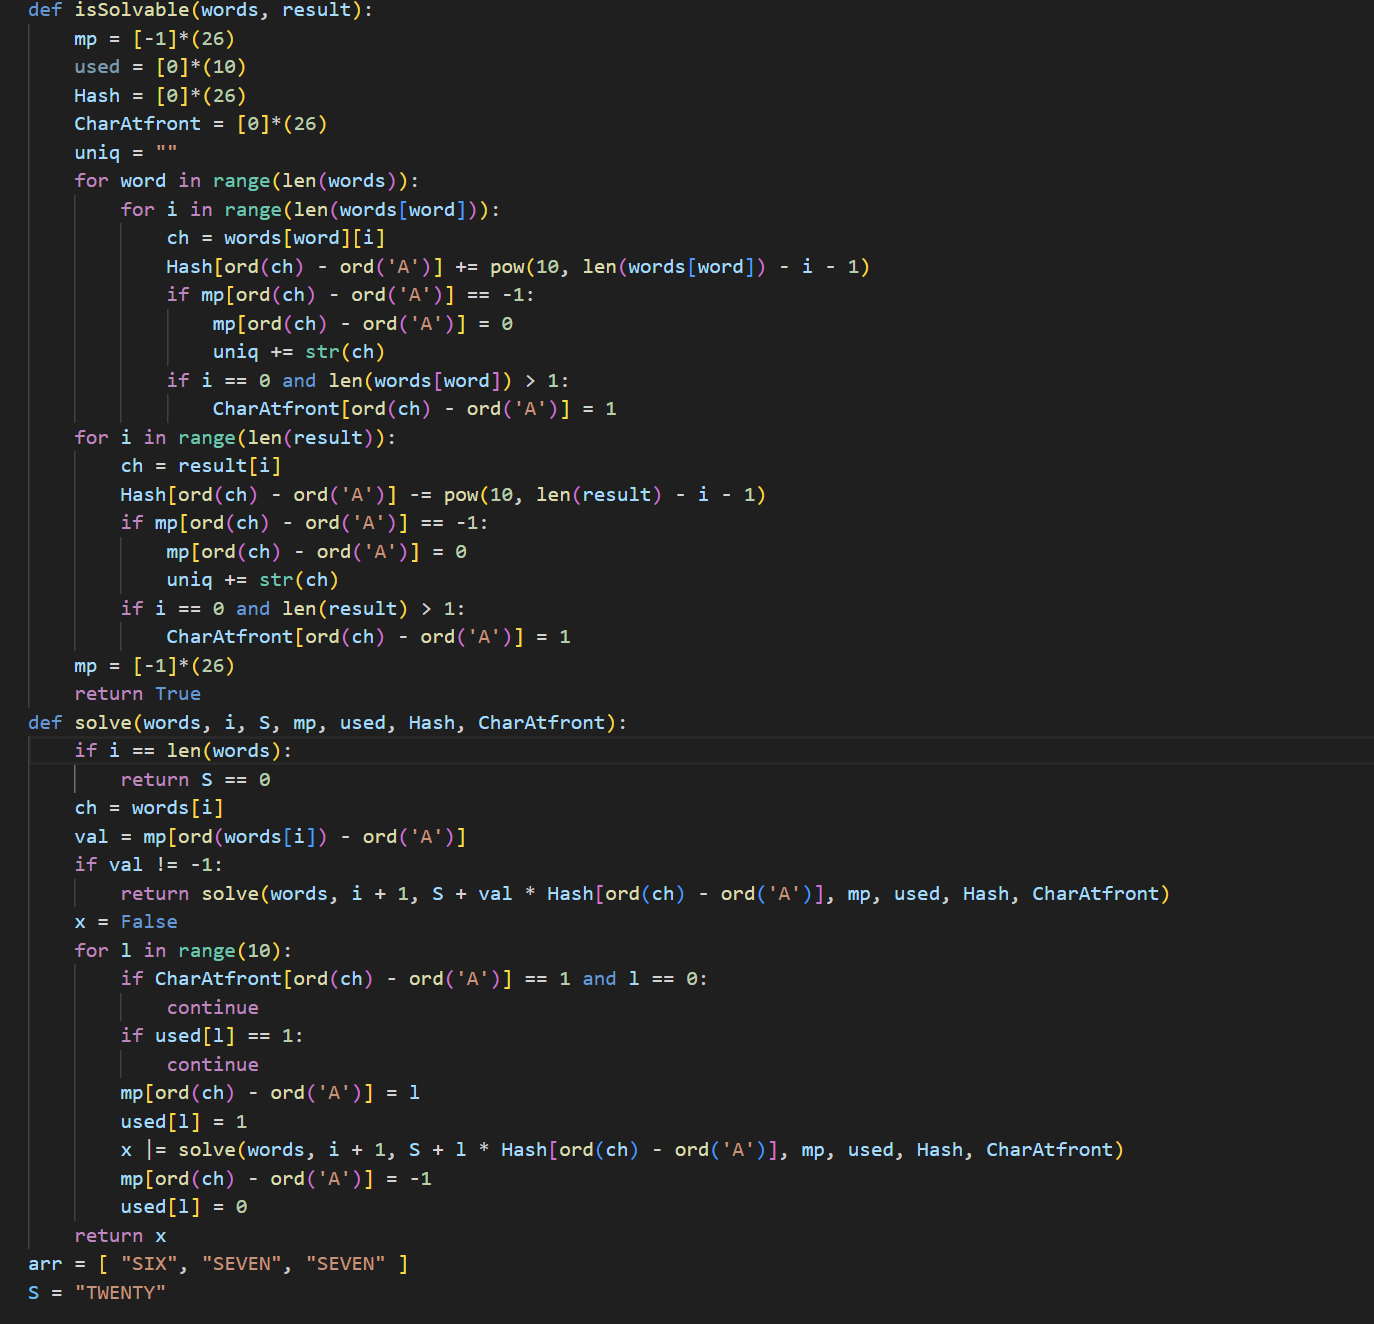 def isSolvable(words, result):
    mp = [-1]*(26)
    used = [0]*(10)
    Hash = [0]*(26)
    CharAtfront = [0]*(26)
    uniq = ""
    for word in range(len(words)):
        for i in range(len(words[word])):
            ch = words[word][i]
            Hash[ord(ch) - ord('A')] += pow(10, len(words[word]) - i - 1)
            if mp[ord(ch) - ord('A')] == -1:
                mp[ord(ch) - ord('A')] = 0
                uniq += str(ch)
            if i == 0 and len(words[word]) > 1:
                CharAtfront[ord(ch) - ord('A')] = 1
    for i in range(len(result)):
        ch = result[i]
        Hash[ord(ch) - ord('A')] -= pow(10, len(result) - i - 1)
        if mp[ord(ch) - ord('A')] == -1:
            mp[ord(ch) - ord('A')] = 0
            uniq += str(ch)
        if i == 0 and len(result) > 1:
            CharAtfront[ord(ch) - ord('A')] = 1
    mp = [-1]*(26)
    return True
def solve(words, i, S, mp, used, Hash, CharAtfront):
    if i == len(words):
        return S == 0
    ch = words[i]
    val = mp[ord(words[i]) - ord('A')]
    if val != -1:
        return solve(words, i + 1, S + val * Hash[ord(ch) - ord('A')], mp, used, Hash, CharAtfront)
    x = False
    for l in range(10):
        if CharAtfront[ord(ch) - ord('A')] == 1 and l == 0:
            continue
        if used[l] == 1:
            continue
        mp[ord(ch) - ord('A')] = l
        used[l] = 1
        x |= solve(words, i + 1, S + l * Hash[ord(ch) - ord('A')], mp, used, Hash, CharAtfront)
        mp[ord(ch) - ord('A')] = -1
        used[l] = 0
    return x
arr = [ "SIX", "SEVEN", "SEVEN" ]
S = "TWENTY"